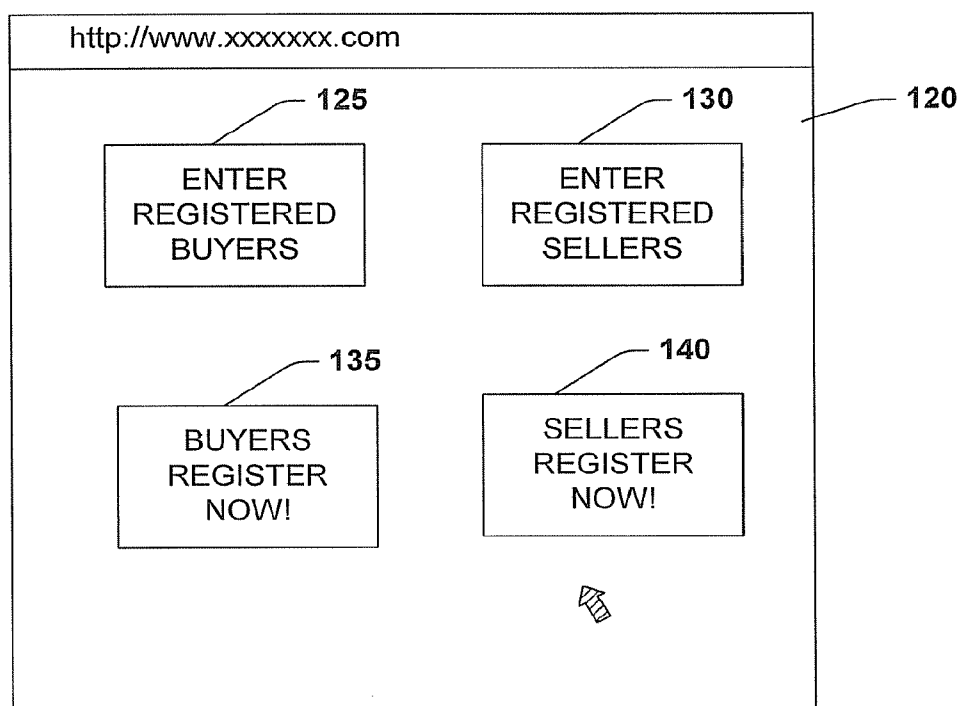 http://www.xxxxxxx.com
125
130
120
ENTER
REGISTERED
BUYERS
ENTER
REGISTERED
SELLERS
135
140
BUYERS
REGISTER
NOW!
SELLERS
REGISTER
NOW!